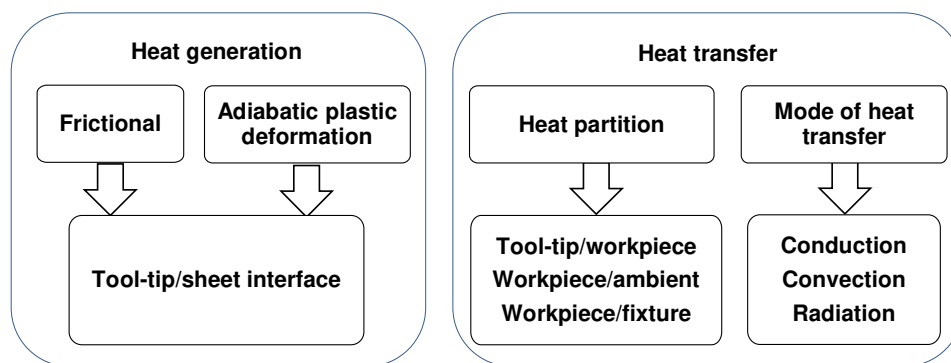 Heat generation
Frictional
Adiabatic plastic
deformation
Tool-tip/sheet interface
Heat transfer
Heat partition
Mode of heat
transfer
Tool-tip/workpiece
Workpiece/ambient
Workpiece/fixture
Conduction
Convection
Radiation